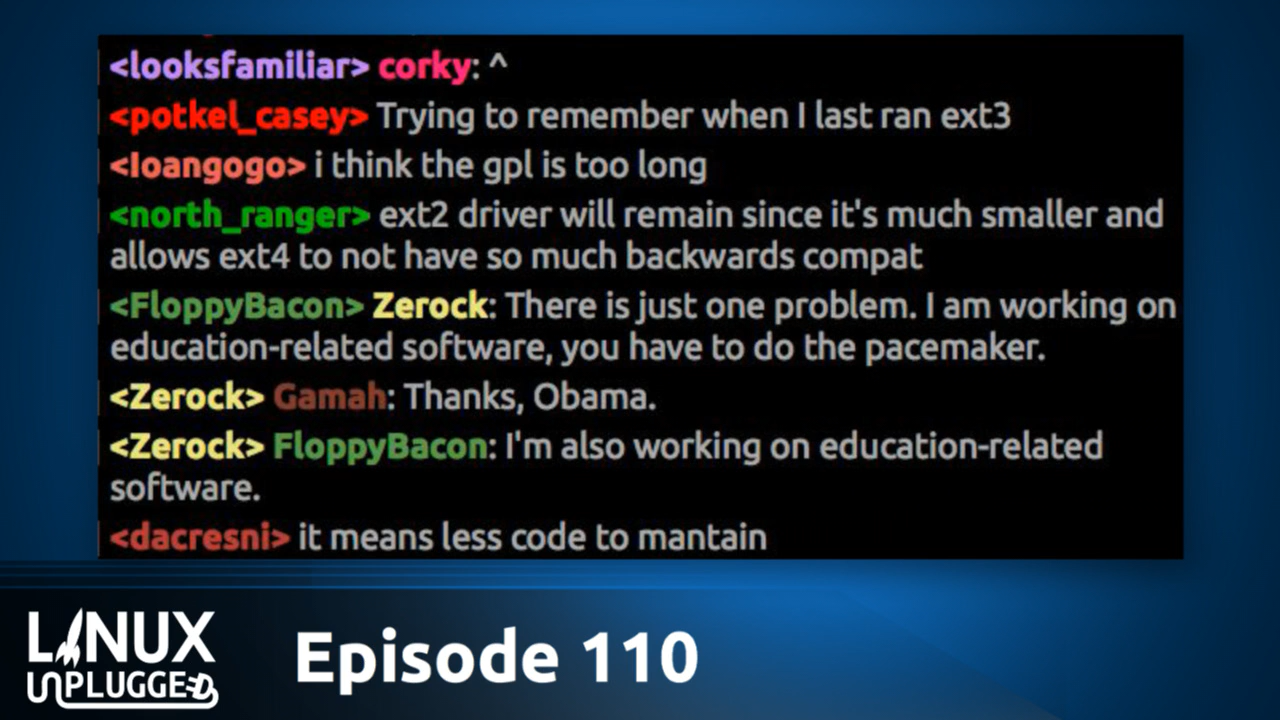 <looksfamiliar> corky: ^
<potkel_casey> Trying to remember when I last ran ext3
<loangogo> i think the gpl is too long
<north_ranger> ext2 driver will remain since it's much smaller and
allows ext4 to not have so much backwards compat
<FloppyBacon> Zerock: There is just one problem. I am working on
education-related software, you have to do the pacemaker.
<Zerock> Gamah: Thanks, Obama.
<Zerock> FloppyBacon: I'm also working on education-related
software.
<dacresni> it means less code to mantain
LINUX
UNPLUGGED
Episode 110